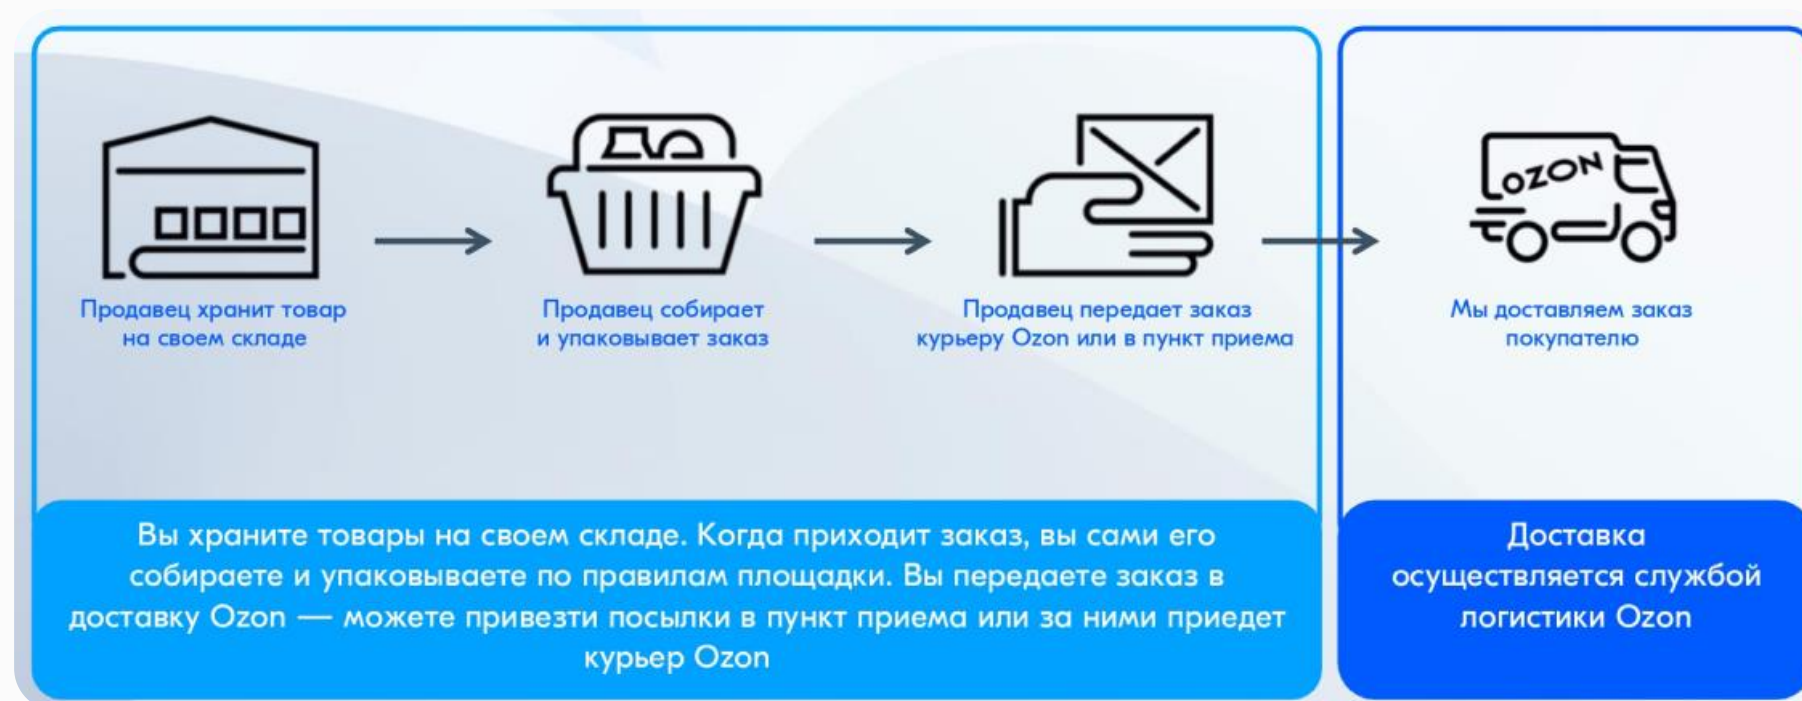 OZON
Продавец хранит товар
на своем складе
Продавец собирает
и упаковывает заказ
Продавец передает заказ
курьеру Ozon или в пункт приема
Мы доставляем заказ
покупателю
Вы храните товары на своем складе. Когда приходит заказ, вы сами его
собираете и упаковываете по правилам площадки. Вы передаете заказ в
доставку Ozon — можете привезти посылки в пункт приема или за ними приедет
курьер Ozon
Доставка
осуществляется службой
логистики Ozon